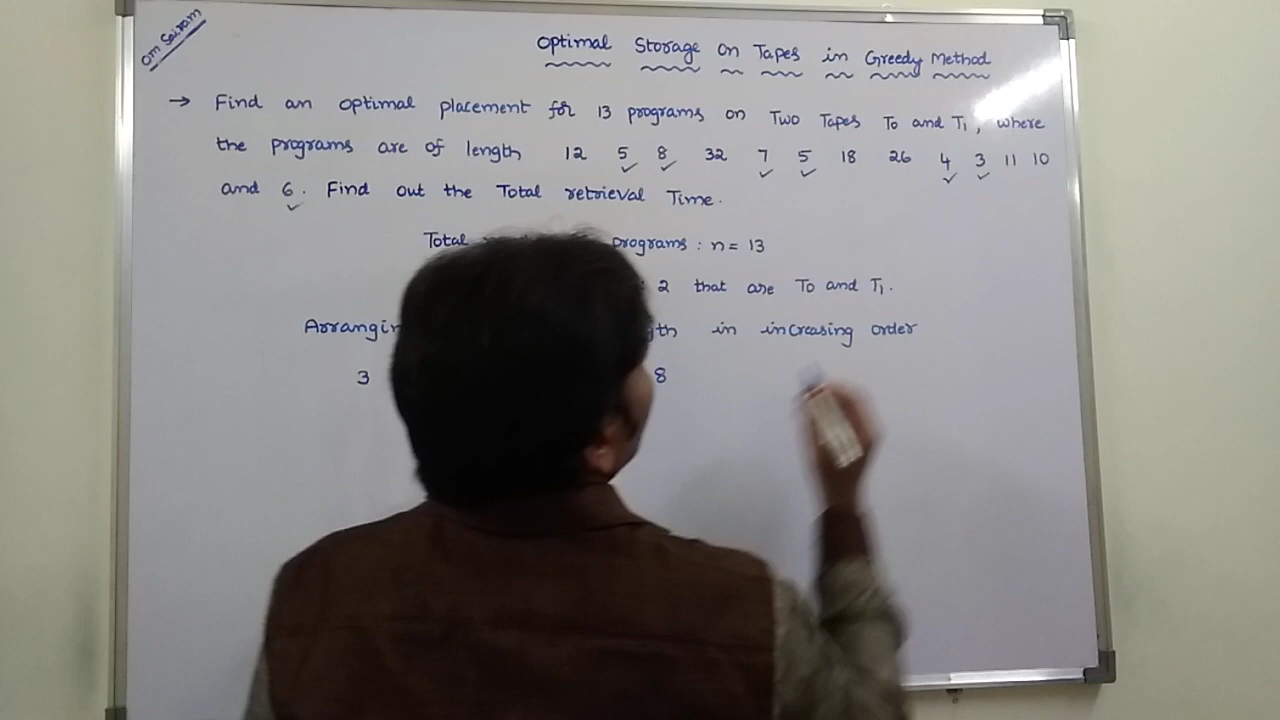 Om Sairam
Optimal Storage on Tapes in Greedy Method
→ Find an optimal placement for 13 programs on Two Tapes T0 and T1, where
the programs are of length 12 5 8 32 7 5 18 26 4 3 11 10
and 6. Find out the Total retrieval Time.
Total programs : n = 13
: 2 that are T0 and T1.
in increasing order
3 8